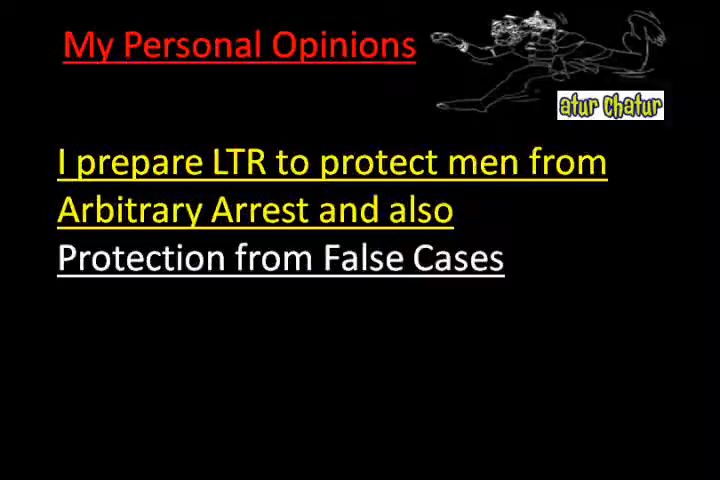 My Personal Opinions
atur chatur
I prepare LTR to protect men from
Arbitrary Arrest and also
Protection from False Cases